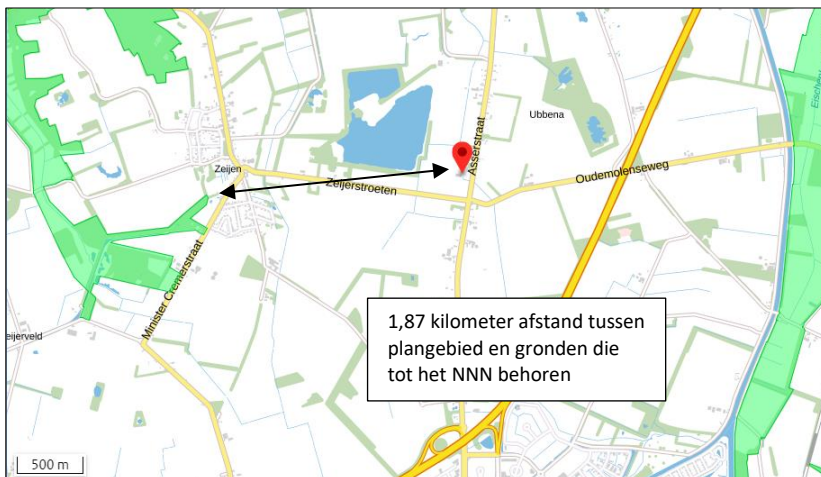 Ubbena
Asserstraat
Zeijen
Zeijerstroeten
Oudemolenseweg
Minister Cremerstraat
eijerveld
1,87 kilometer afstand tussen
plangebied en gronden die
tot het NNN behoren
500 m